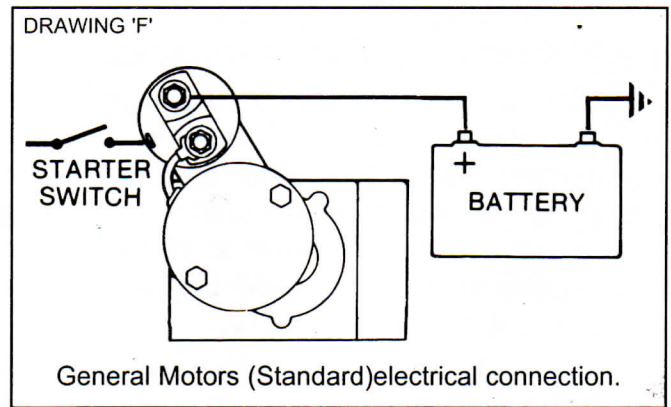 DRAWING 'F'
STARTER
SWITCH
+
BATTERY
General Motors (Standard)electrical connection.